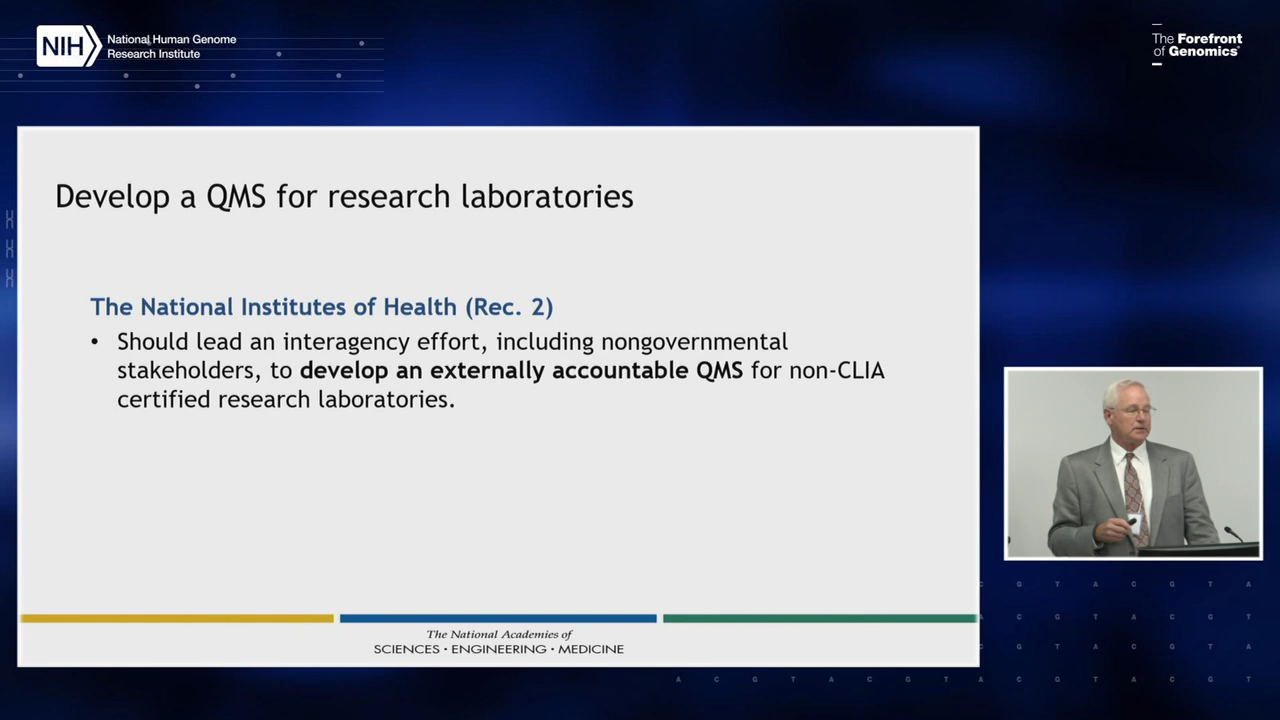 NIH
National Human Genome
Research Institute
The Forefront
of Genomics®
Develop a QMS for research laboratories
The National Institutes of Health (Rec. 2)
• Should lead an interagency effort, including nongovernmental
stakeholders, to develop an externally accountable QMS for non-CLIA
certified research laboratories.
The National Academies of
SCIENCES • ENGINEERING • MEDICINE
C G T A C G T A
A C G T A C G T
C G T A C G T A
A C G T A C G T A C G T A C G T